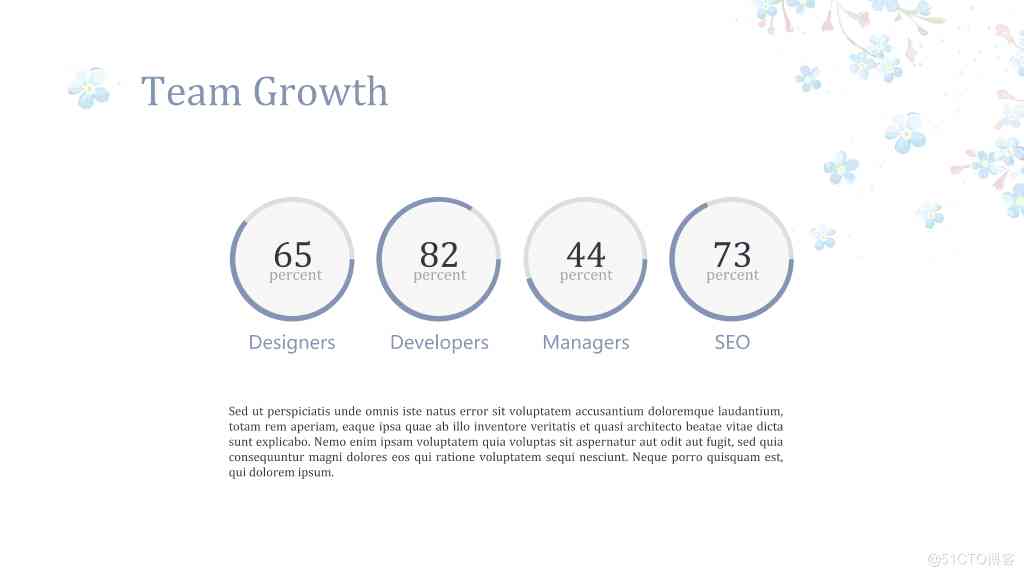 Team Growth
65 82 44 73
percent percent percent percent
Designers Developers Managers SEO
Sed ut perspiciatis unde omnis iste natus error sit voluptatem accusantium doloremque laudantium,
totam rem aperiam, eaque ipsa quae ab illo inventore veritatis et quasi architecto beatae vitae dicta
sunt explicabo. Nemo enim ipsam voluptatem quia voluptas sit aspernatur aut odit aut fugit, sed quia
consequuntur magni dolores eos qui ratione voluptatem sequi nesciunt. Neque porro quisquam est,
qui dolorem ipsum.
@51CTO博客